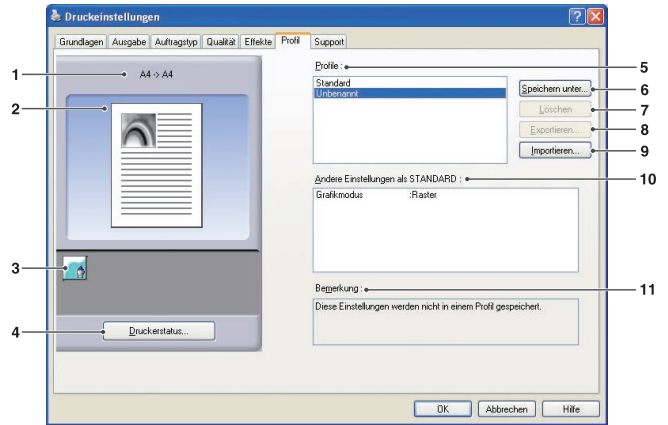 Druckeinstellungen
Grundlagen Ausgabe Auftragstyp Qualität Effekte Profil Support
1 A4 -> A4
2
3
4 Druckerstatus...
Profile : 5
Standard
Unbenannt
Speichern unter... 6
Löschen 7
Exportieren... 8
Importieren... 9
Andere Einstellungen als STANDARD : 10
Grafikmodus :Raster
Bemerkung : 11
Diese Einstellungen werden nicht in einem Profil gespeichert.
OK Abbrechen Hilfe